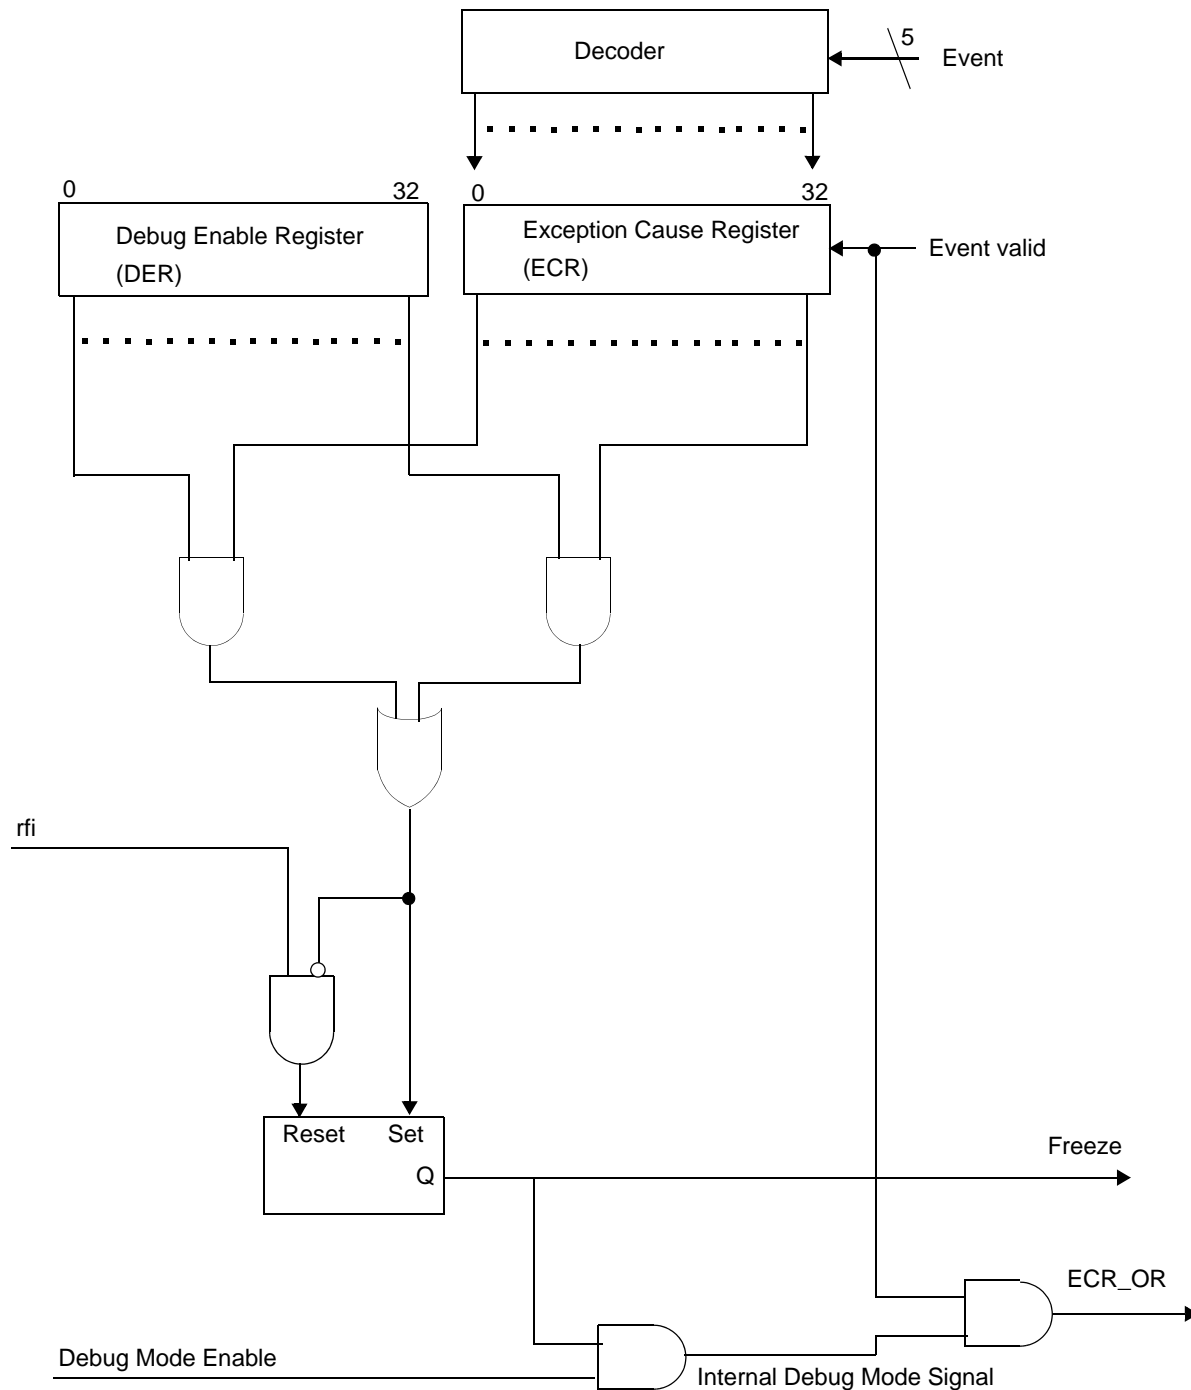 Decoder
5
Event
0
32
0
32
Debug Enable Register
(DER)
Exception Cause Register
(ECR)
Event valid
rfi
Reset
Set
Q
Freeze
ECR_OR
Debug Mode Enable
Internal Debug Mode Signal